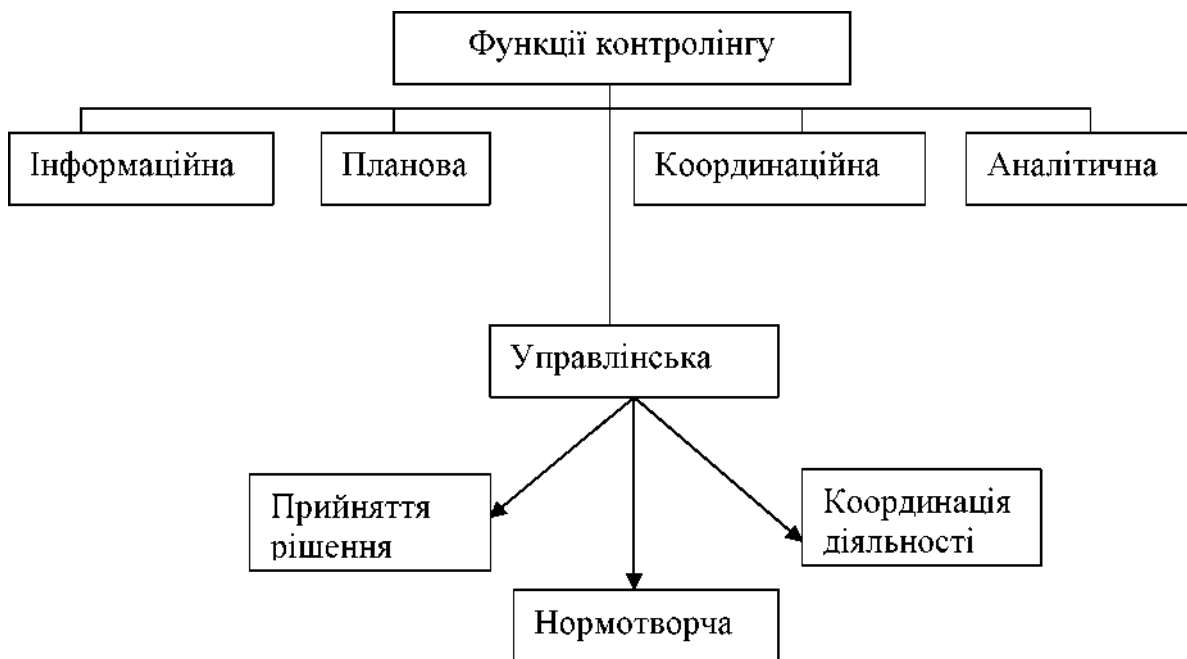 Функції контролінгу
Інформаційна
Планова
Координаційна
Аналітична
Управлінська
Прийняття
рішення
Координація
діяльності
Нормотворча